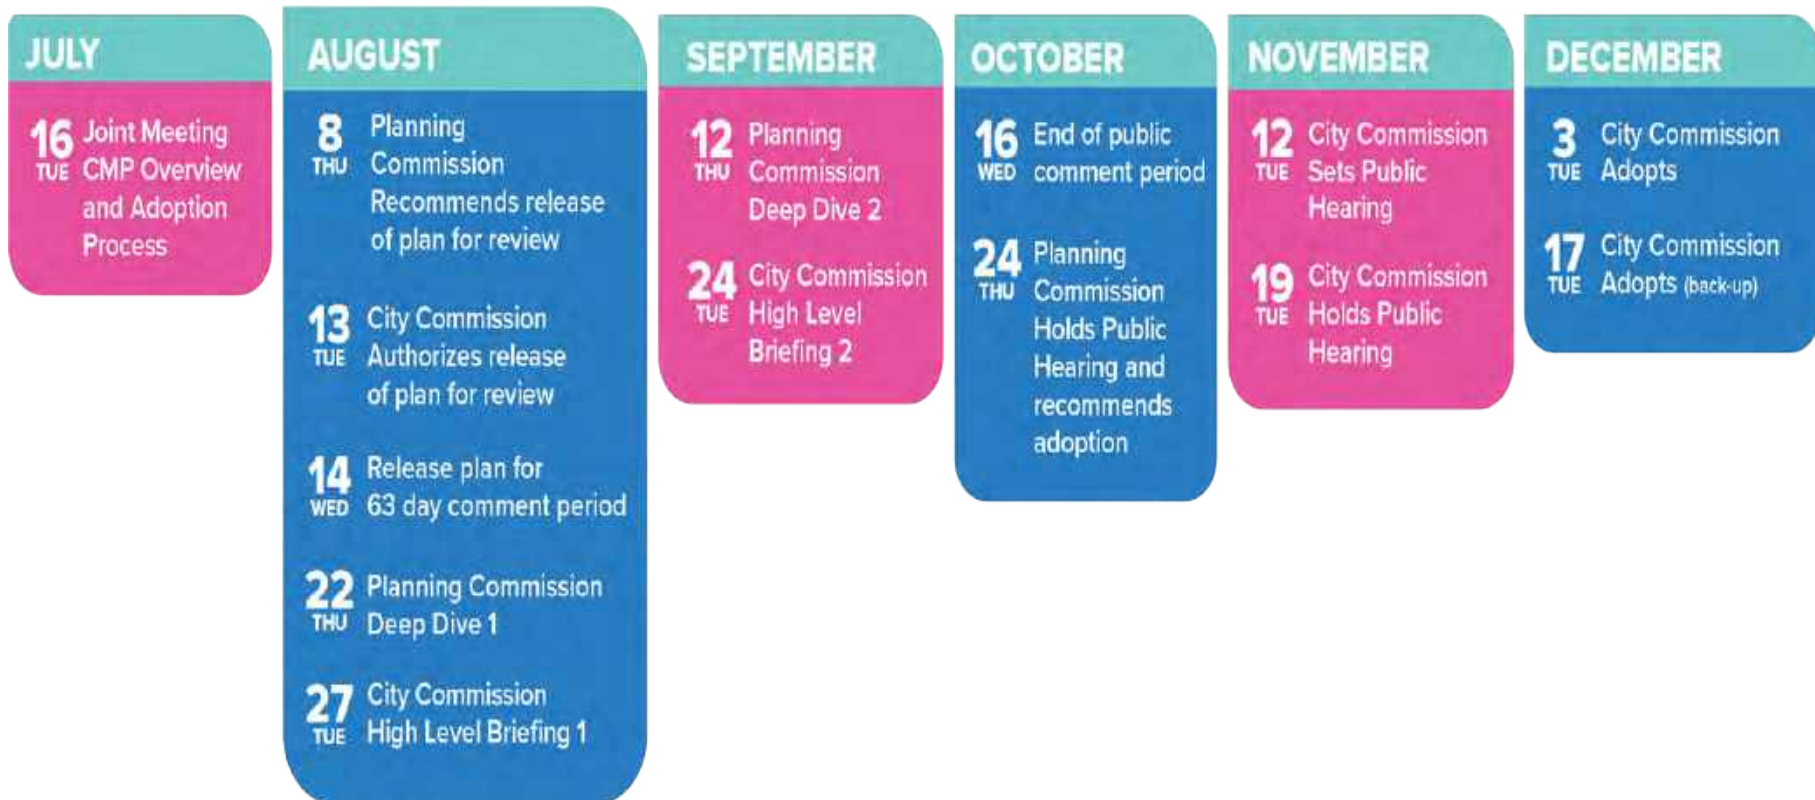 JULY
16
TUE
Joint Meeting
CMP Overview
and Adoption
Process
AUGUST
8
THU
Planning
Commission
Recommends release
of plan for review
13
TUE
City Commission
Authorizes release
of plan for review
14
WED
Release plan for
63 day comment period
22
THU
Planning Commission
Deep Dive 1
27
TUE
City Commission
High Level Briefing 1
SEPTEMBER
12
THU
Planning
Commission
Deep Dive 2
24
TUE
City Commission
High Level
Briefing 2
OCTOBER
16
WED
End of public
comment period
24
THU
Planning
Commission
Holds Public
Hearing and
recommends
adoption
NOVEMBER
12
TUE
City Commission
Sets Public
Hearing
19
TUE
City Commission
Holds Public
Hearing
DECEMBER
3
TUE
City Commission
Adopts
17
TUE
City Commission
Adopts (back-up)